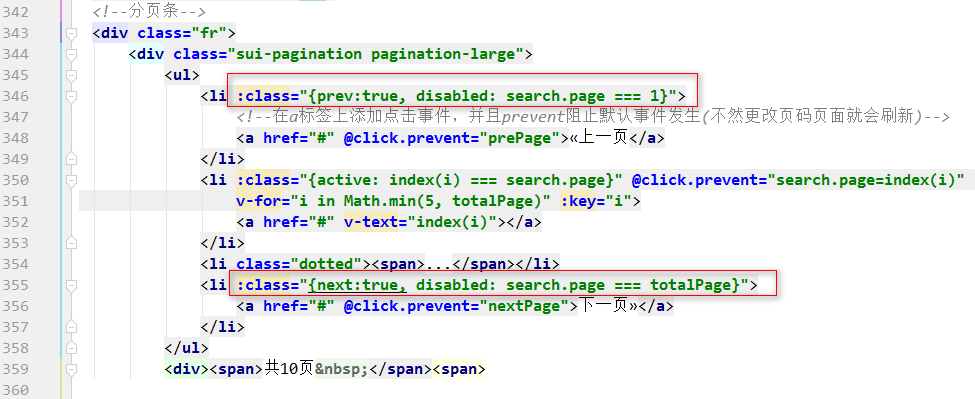 342 <!--分页条-->
343 <div class="fr">
344 <div class="sui-pagination pagination-large">
345 <ul>
346 <li :class="{prev:true, disabled: search.page === 1}">
347 <!--在a标签上添加点击事件，并且prevent阻止默认事件发生(不然更改页码页面就会刷新)-->
348 <a href="#" @click.prevent="prePage">«上一页</a>
349 </li>
350 <li :class="{active: index(i) === search.page}" @click.prevent="search.page=index(i)"
351 v-for="i in Math.min(5, totalPage)" :key="i">
352 <a href="#" v-text="index(i)"></a>
353 </li>
354 <li class="dotted"><span>...</span></li>
355 <li :class="{next:true, disabled: search.page === totalPage}">
356 <a href="#" @click.prevent="nextPage">下一页»</a>
357 </li>
358 </ul>
359 <div><span>共10页&nbsp;</span><span>
360